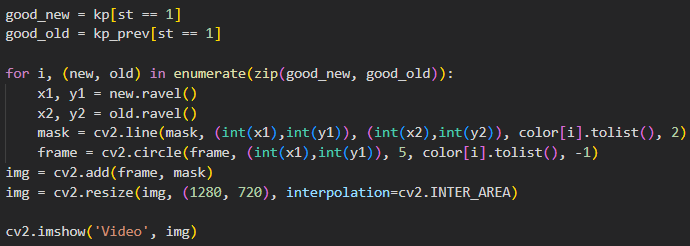 good_new = kp[st == 1]
good_old = kp_prev[st == 1]

for i, (new, old) in enumerate(zip(good_new, good_old)):
    x1, y1 = new.ravel()
    x2, y2 = old.ravel()
    mask = cv2.line(mask, (int(x1),int(y1)), (int(x2),int(y2)), color[i].tolist(), 2)
    frame = cv2.circle(frame, (int(x1),int(y1)), 5, color[i].tolist(), -1)
img = cv2.add(frame, mask)
img = cv2.resize(img, (1280, 720), interpolation=cv2.INTER_AREA)

cv2.imshow('Video', img)